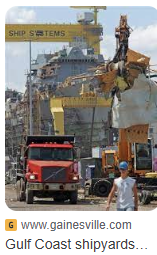 SHIP SYSTEMS
G www.gainesville.com
Gulf Coast shipyards...